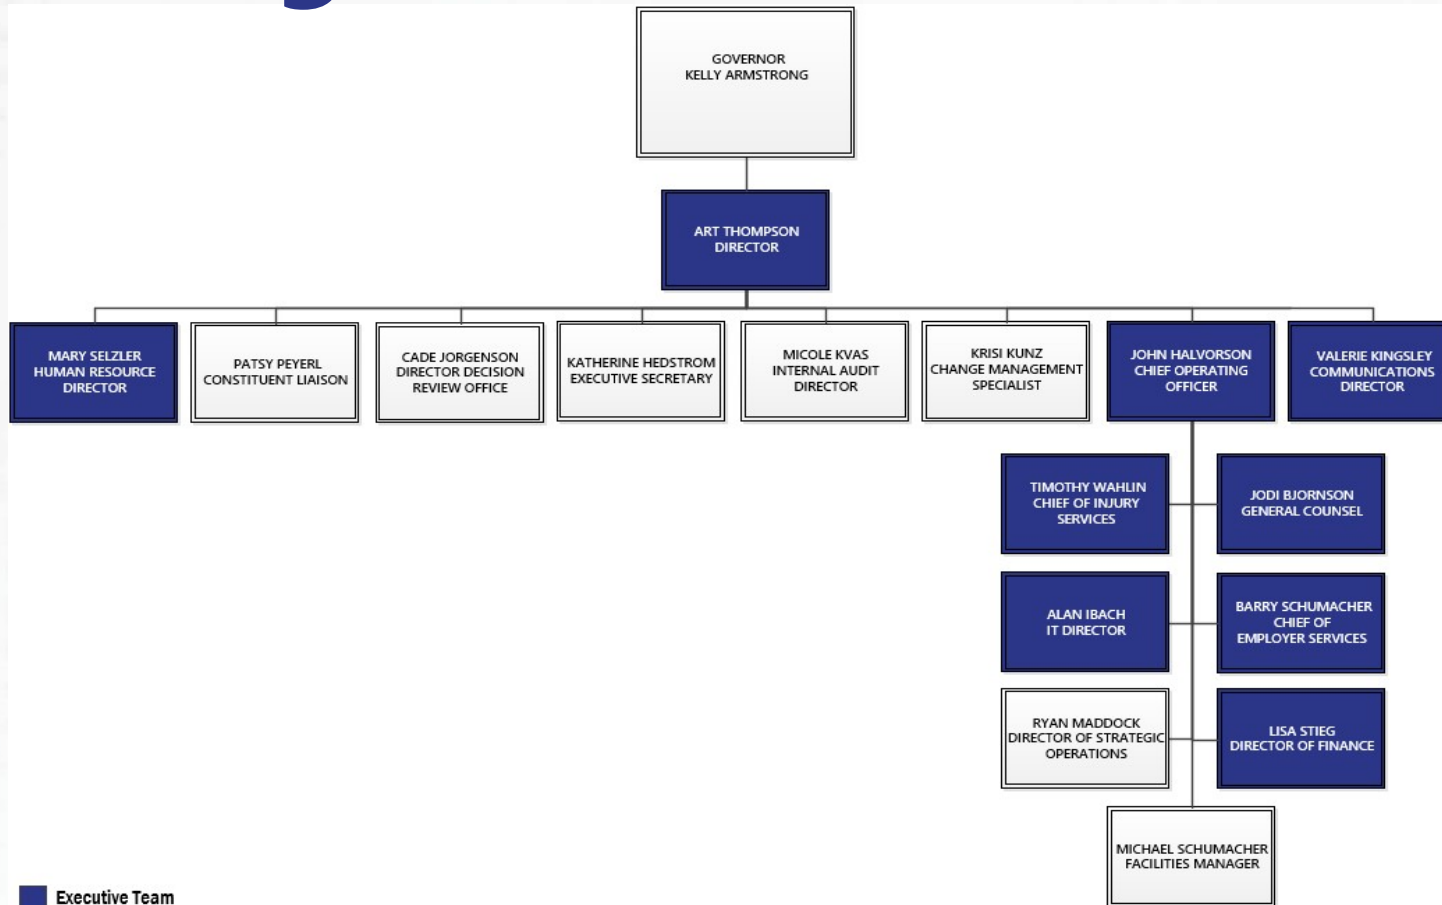 GOVERNOR
KELLY ARMSTRONG
ART THOMPSON
DIRECTOR
MARY SELZLER
HUMAN RESOURCE
DIRECTOR
PATSY PEYERL
CONSTITUENT LIAISON
CADE JORGENSON
DIRECTOR DECISION
REVIEW OFFICE
KATHERINE HEDSTROM
EXECUTIVE SECRETARY
MICOLE KVAS
INTERNAL AUDIT
DIRECTOR
KRISI KUNZ
CHANGE MANAGEMENT
SPECIALIST
JOHN HALVORSON
CHIEF OPERATING
OFFICER
VALERIE KINGSLEY
COMMUNICATIONS
DIRECTOR
TIMOTHY WAHLIN
CHIEF OF INJURY
SERVICES
JODI BJORNSON
GENERAL COUNSEL
ALAN IBACH
IT DIRECTOR
BARRY SCHUMACHER
CHIEF OF
EMPLOYER SERVICES
RYAN MADDOCK
DIRECTOR OF STRATEGIC
OPERATIONS
LISA STIEG
DIRECTOR OF FINANCE
MICHAEL SCHUMACHER
FACILITIES MANAGER
Executive Team